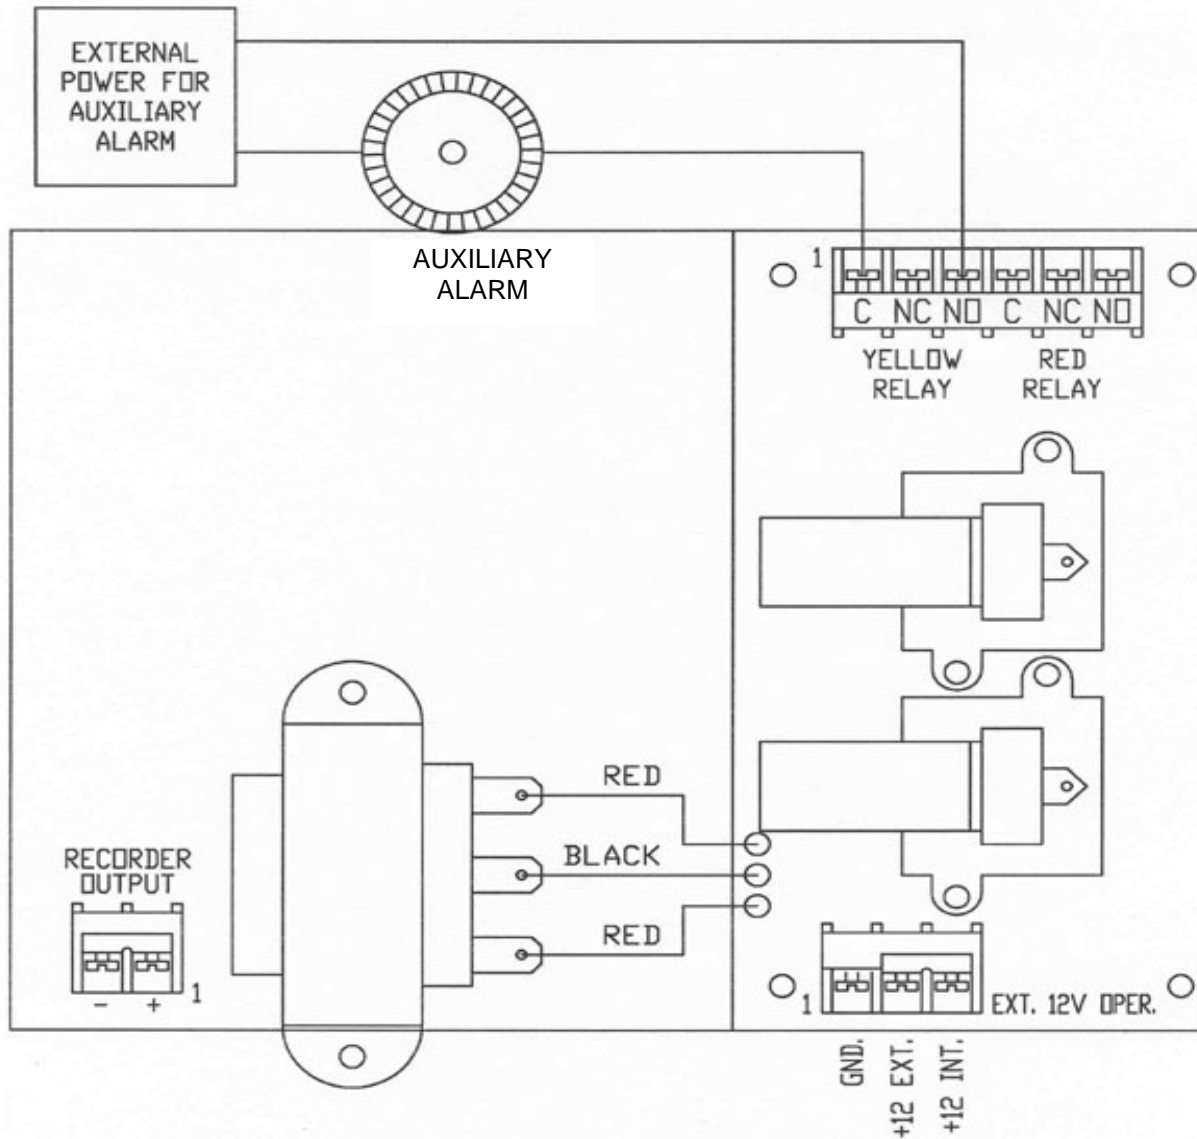 EXTERNAL
POWER FOR
AUXILIARY
ALARM
AUXILIARY
ALARM
1
C NC NO C NC NO
YELLOW
RELAY
RED
RELAY
RED
BLACK
RED
RECORDER
OUTPUT
- +
1
1
EXT. 12V OPER.
GND.
+12 EXT.
+12 INT.